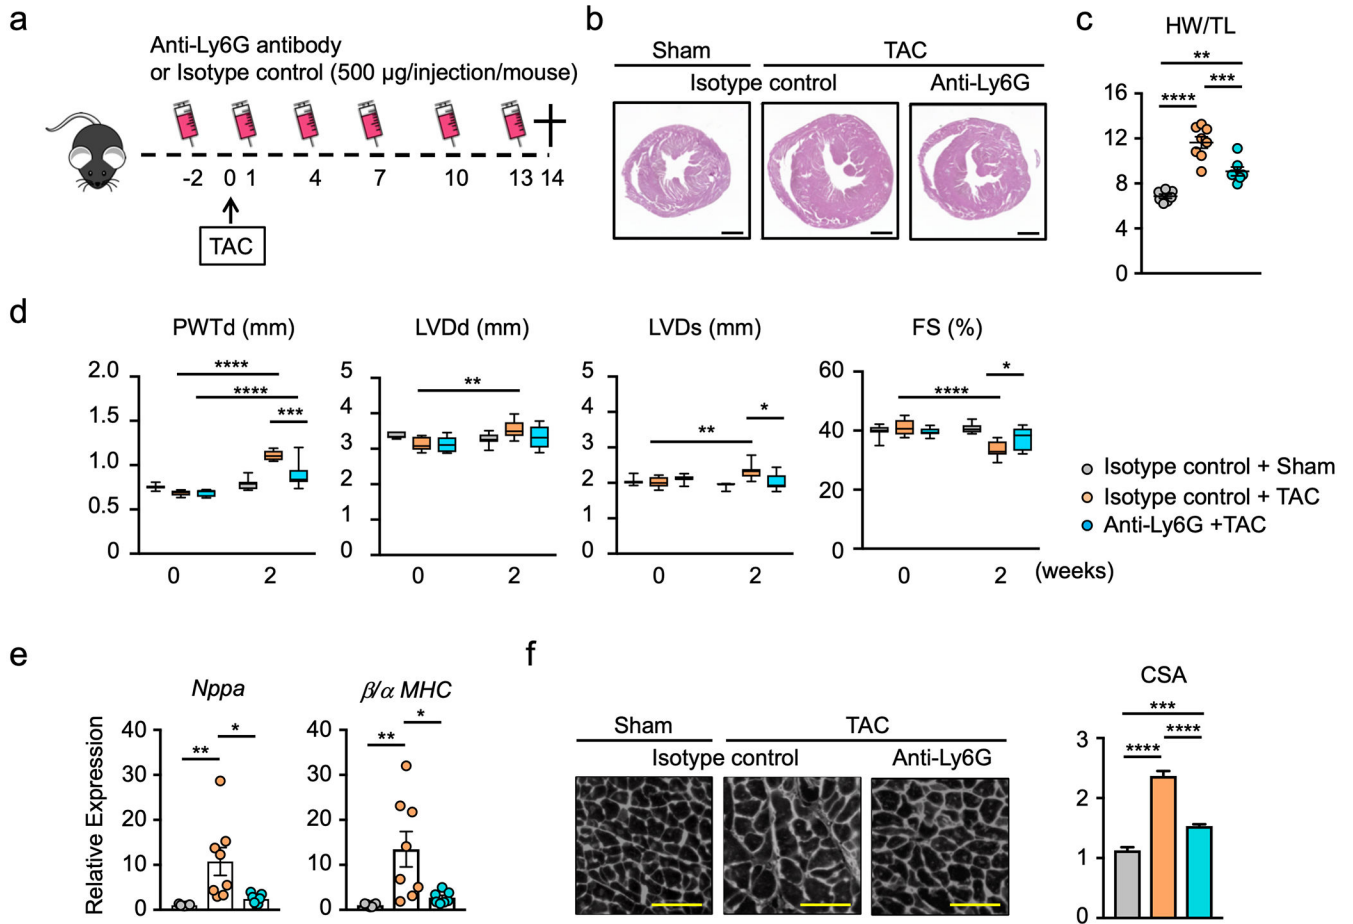 a
Anti-Ly6G antibody
or Isotype control (500 µg/injection/mouse)
-2 0 1 4 7 10 13 14
TAC
b
Sham TAC
Isotype control Anti-Ly6G
c
HW/TL
**
***
****
16
12
8
4
0
d
PWTd (mm)
****
****
***
2.0
1.5
1.0
0.5
0
0 2
LVDd (mm)
**
5
4
3
2
1
0
0 2
LVDs (mm)
*
**
5
4
3
2
1
0
0 2
FS (%)
*
****
60
40
20
0
0 2 (weeks)
Isotype control + Sham
Isotype control + TAC
Anti-Ly6G +TAC
e
Relative Expression
Nppa
*
**
40
30
20
10
0
β/α MHC
*
**
40
30
20
10
0
f
Sham TAC
Isotype control Anti-Ly6G
CSA
***
****
****
3
2
1
0